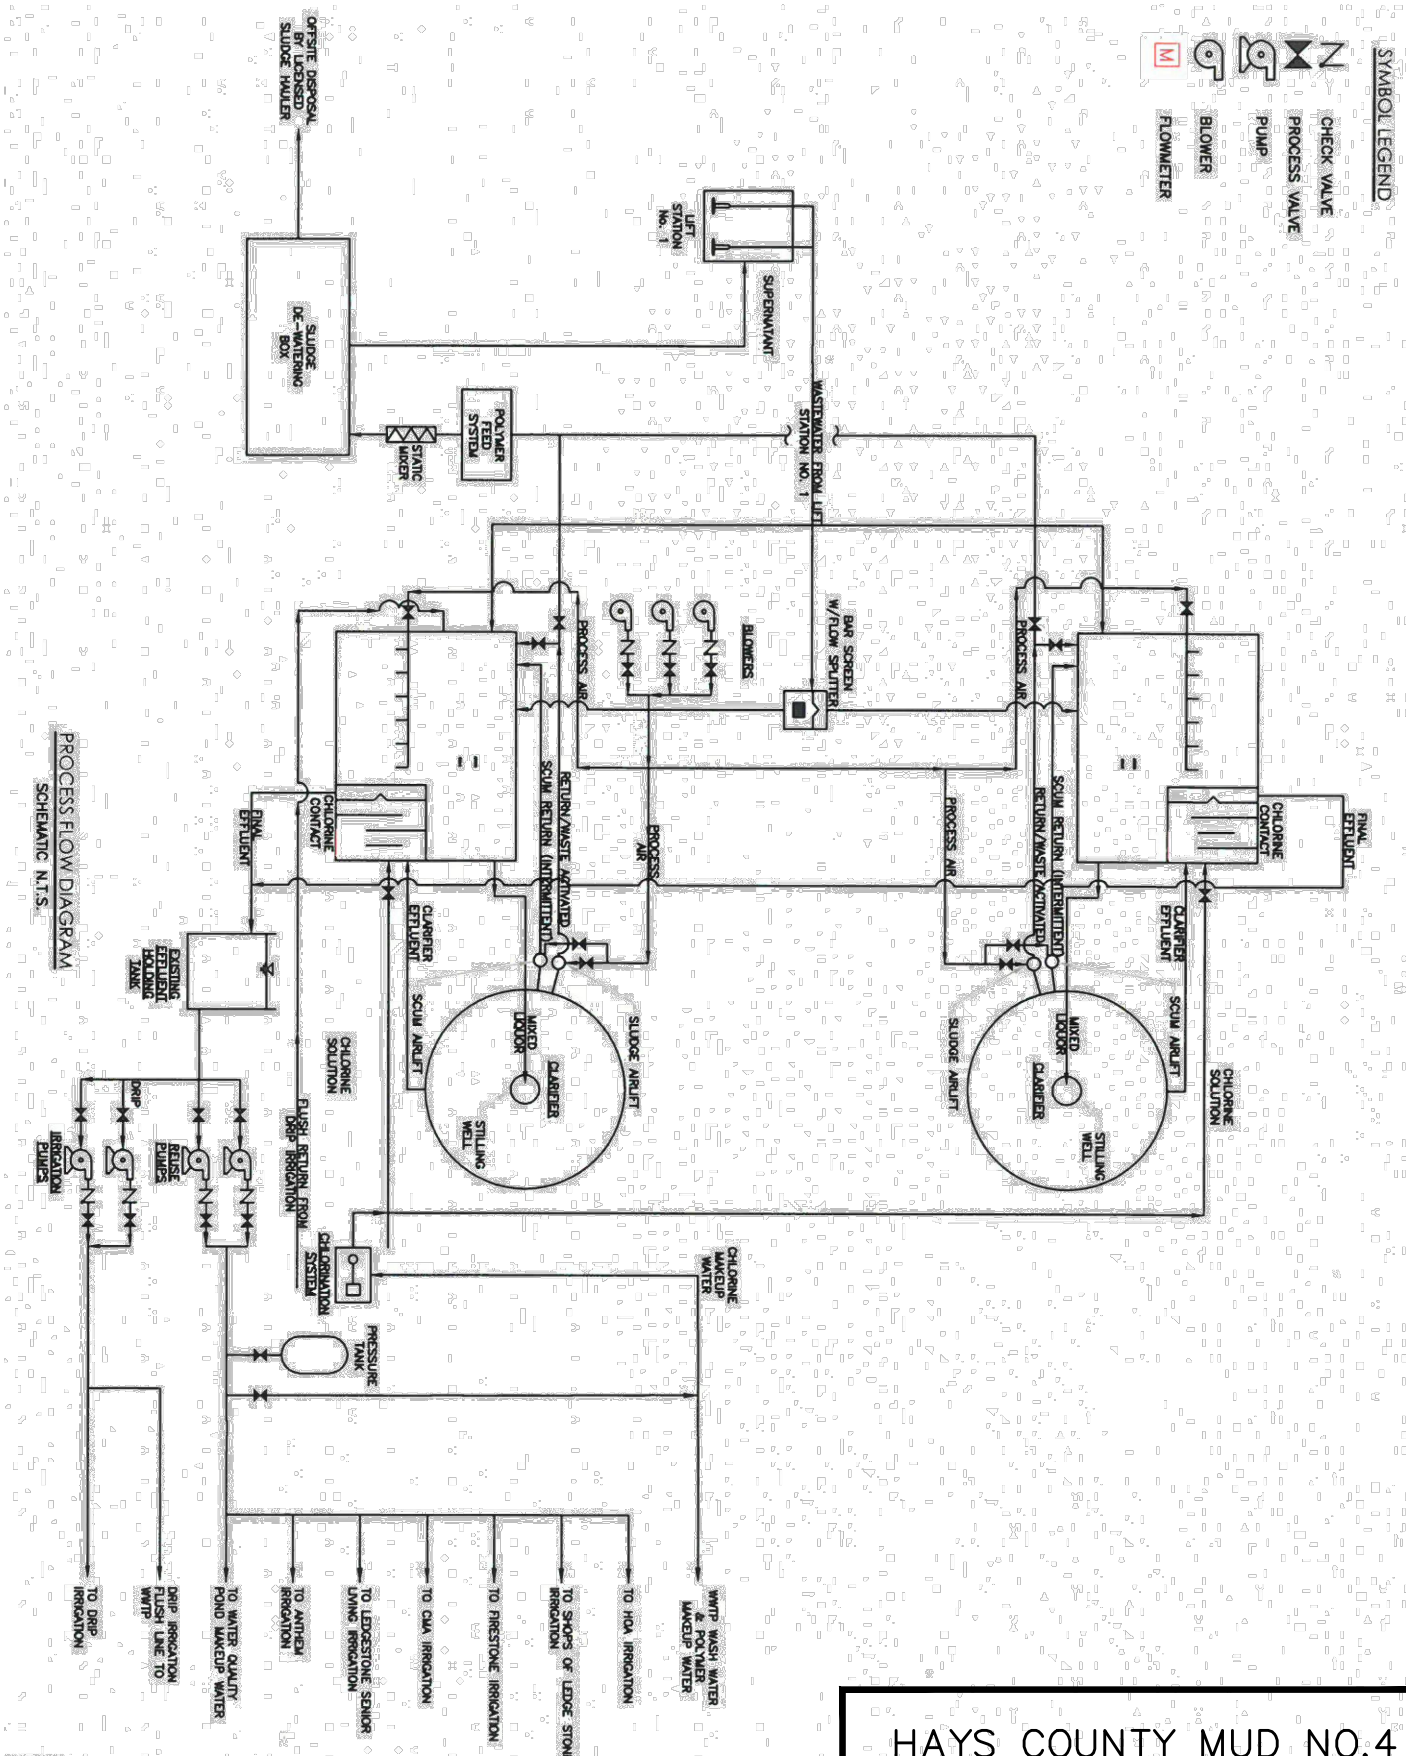 SYMBOL LEGEND
CHECK VALVE
PROCESS VALVE
PUMP
BLOWER
M
FLOWMETER
OFFSITE DISPOSAL
BY LICENSED
SLUDGE HAULER
SLUDGE
DE-WATERING
BOX
LIFT
STATION
No. 1
SUPERNATANT
WASTEWATER FROM LIFT
STATION NO. 1
POLYMER
FEED
SYSTEM
STATIC
MIXER
BAR SCREEN
W/FLOW SPLITTER
BLOWERS
PROCESS AIR
PROCESS AIR
FINAL
EFFLUENT
CHLORINE
CONTACT
SCUM RETURN (INTERMITTENT)
RETURN/WASTE ACTIVATED
PROCESS AIR
PROCESS
AIR
RETURN/WASTE ACTIVATED
SCUM RETURN (INTERMITTENT)
CHLORINE
CONTACT
FINAL
EFFLUENT
CLARIFIER
EFFLUENT
SCUM AIRLIFT
MIXED
LIQUOR
CLARIFIER
SLUDGE AIRLIFT
STILLING
WELL
CHLORINE
SOLUTION
SLUDGE AIRLIFT
MIXED
LIQUOR
CLARIFIER
STILLING
WELL
CLARIFIER
EFFLUENT
SCUM AIRLIFT
CHLORINE
SOLUTION
EXISTING
EFFLUENT
HOLDING
TANK
DRIP
IRRIGATION
PUMPS
REUSE
PUMPS
FLUSH RETURN FROM
DRIP IRRIGATION
CHLORINATION
SYSTEM
CHLORINE
MAKEUP
WATER
PRESSURE
TANK
WWTP WASH WATER
& POLYMER
MAKEUP WATER
TO HOA IRRIGATION
TO SHOPS OF LEDGE STONE
IRRIGATION
TO FIRESTONE IRRIGATION
TO CMA IRRIGATION
TO LEDGESTONE SENIOR
LIVING IRRIGATION
TO ANTHEM
IRRIGATION
TO WATER QUALITY
POND MAKEUP WATER
DRIP IRRIGATION
FLUSH LINE TO
WWTP
TO DRIP
IRRIGATION
PROCESS FLOW DIAGRAM
SCHEMATIC N.T.S.
HAYS COUNTY MUD NO.4